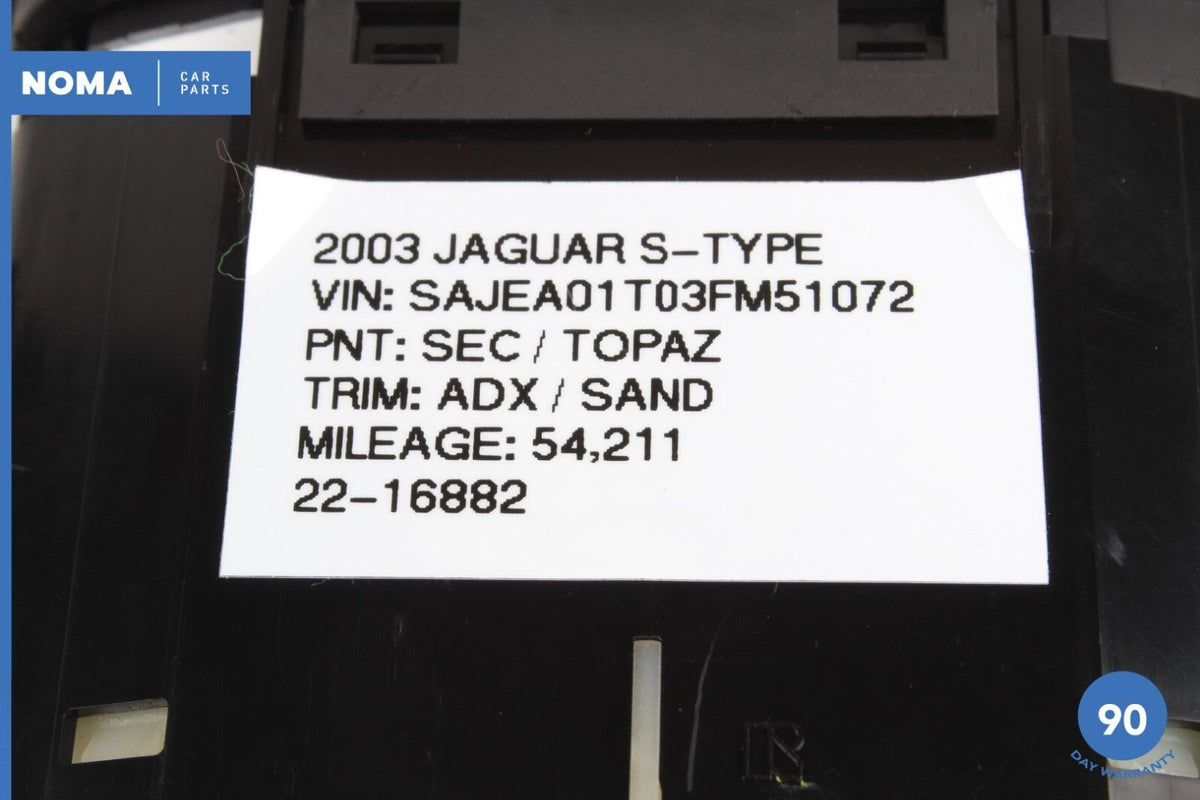 NOMA
CAR
PARTS
2003 JAGUAR S-TYPE
VIN: SAJEA01T03FM51072
PNT: SEC / TOPAZ
TRIM: ADX / SAND
MILEAGE: 54,211
22-16882
R
90
DAY WARRANTY